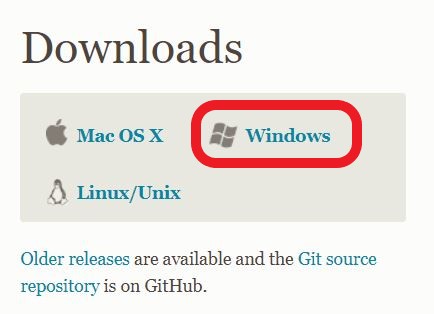 Downloads
Mac OS X
Windows
Linux/Unix
Older releases are available and the Git source
repository is on GitHub.